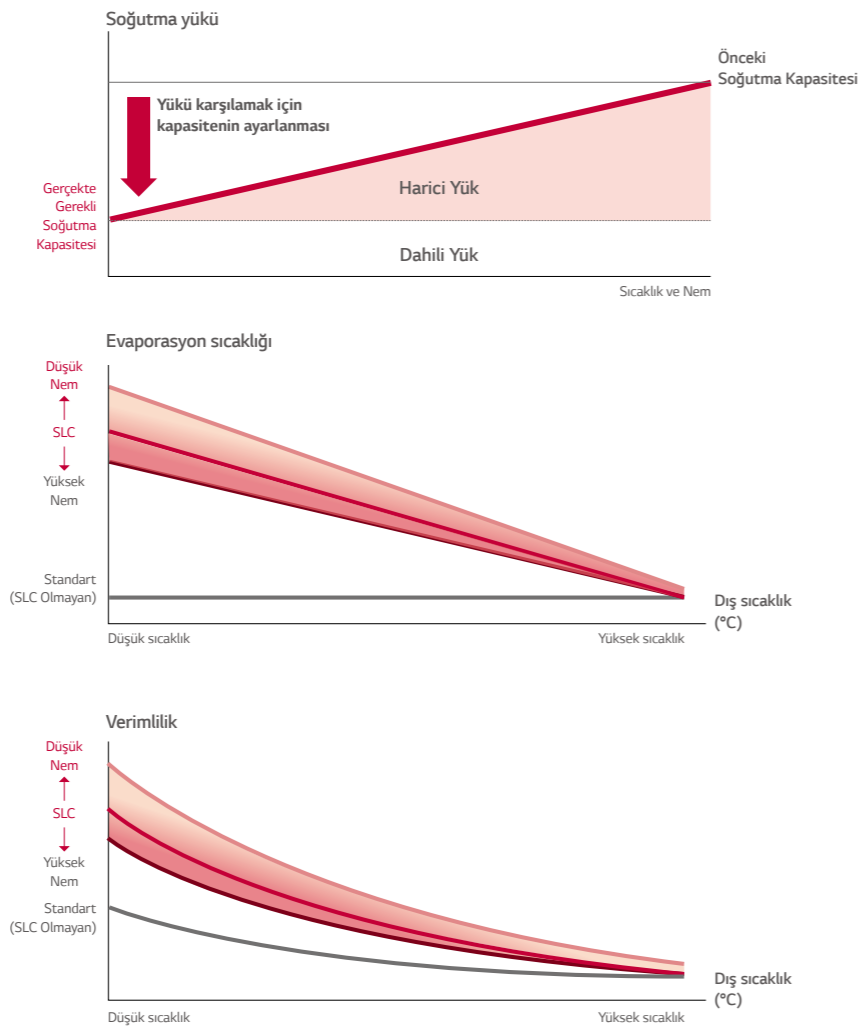 Soğutma yükü
Önceki
Soğutma Kapasitesi
Yükü karşılamak için
kapasitenin ayarlanması
Gerçekte
Gerekli
Soğutma
Kapasitesi
Harici Yük
Dahili Yük
Sıcaklık ve Nem
Evaporasyon sıcaklığı
Düşük
Nem
SLC
Yüksek
Nem
Standart
(SLC Olmayan)
Dış sıcaklık
(°C)
Düşük sıcaklık
Yüksek sıcaklık
Verimlilik
Düşük
Nem
SLC
Yüksek
Nem
Standart
(SLC Olmayan)
Dış sıcaklık
(°C)
Düşük sıcaklık
Yüksek sıcaklık